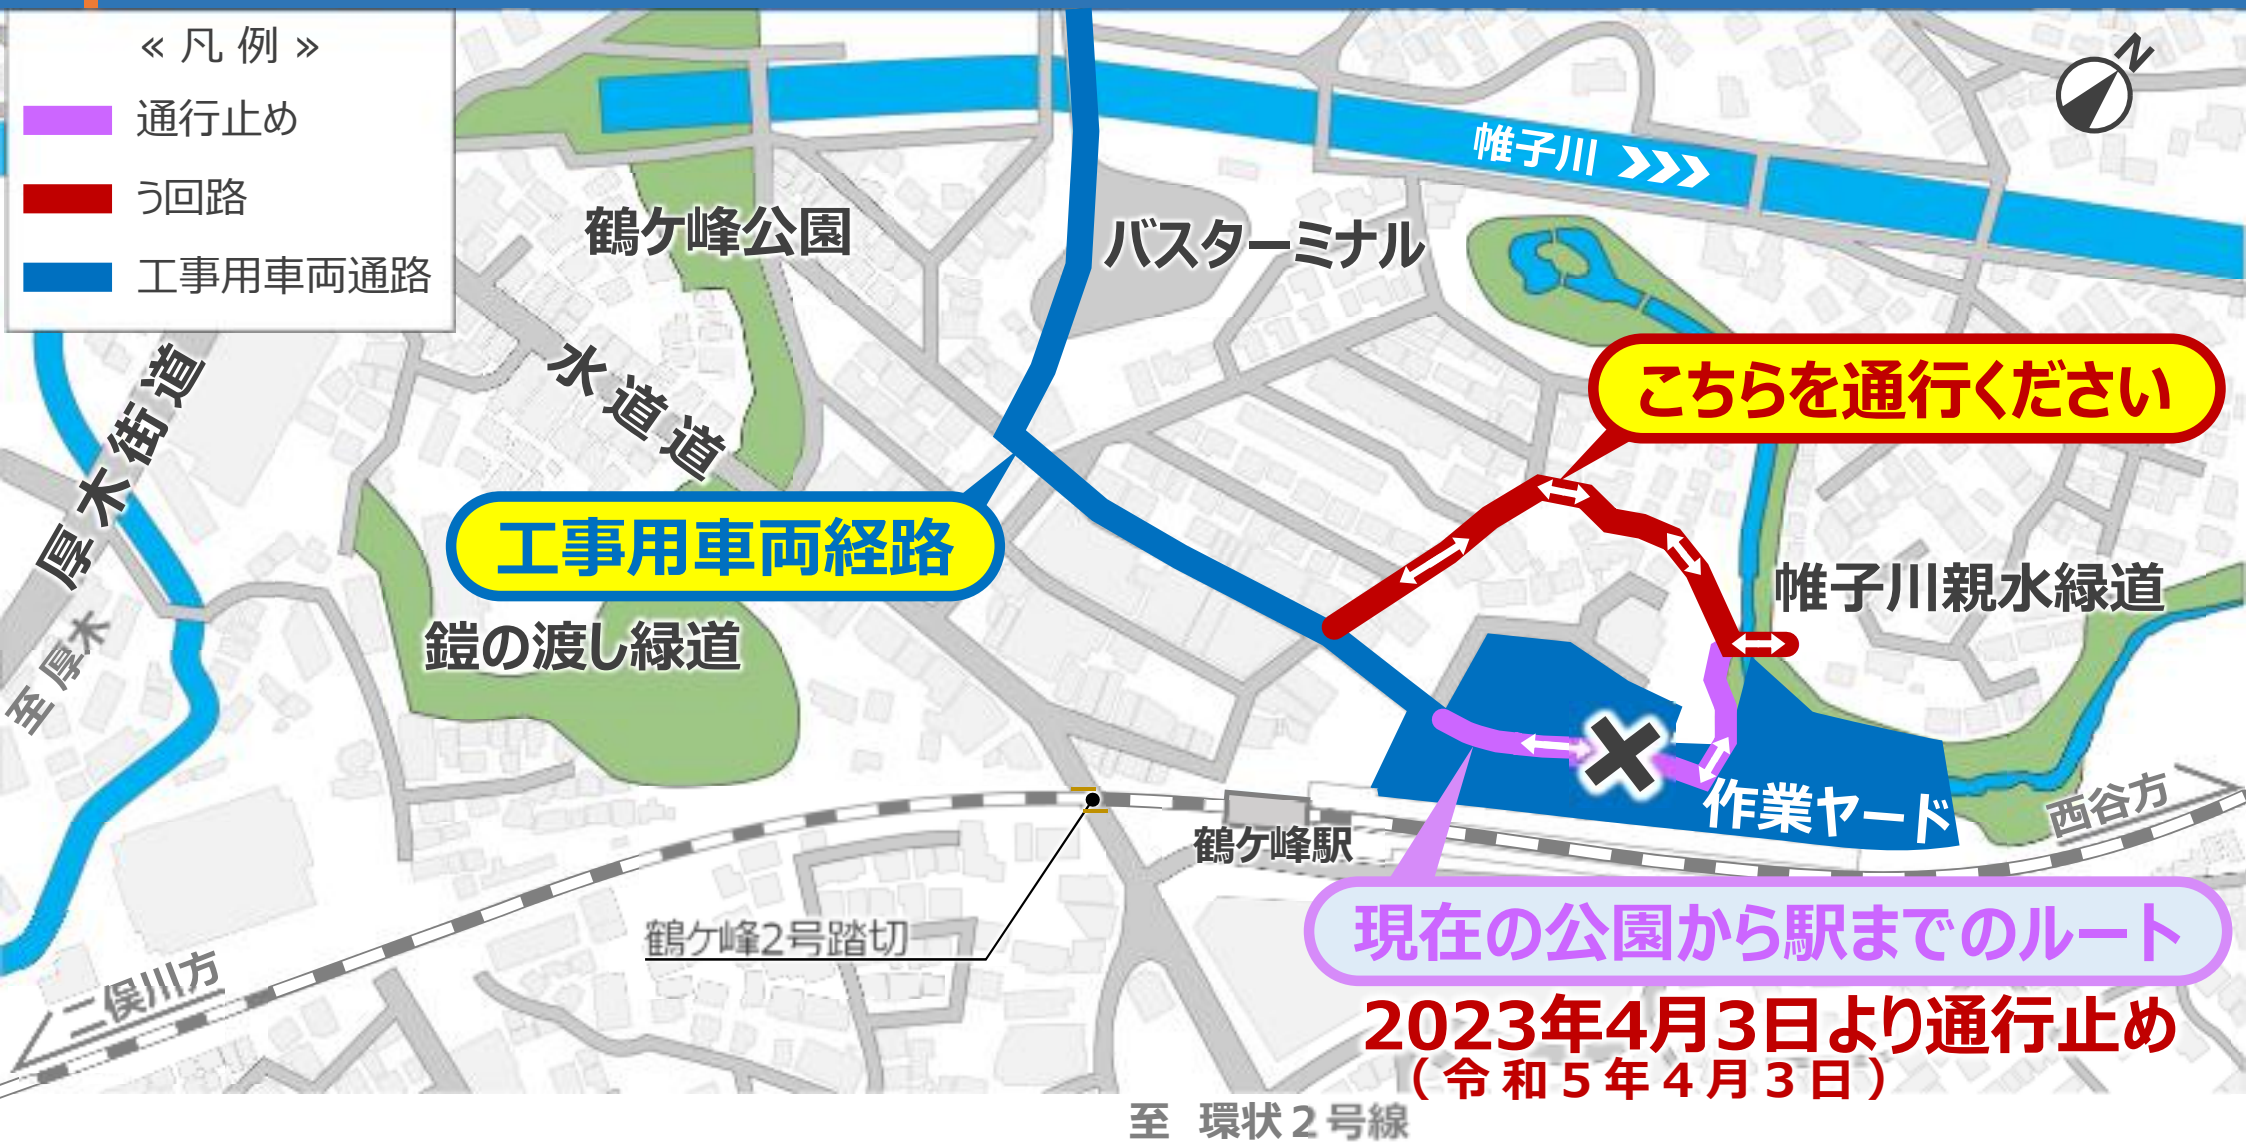 « 凡 例 »
通行止め
う回路
工事用車両通路
N
帷子川
鶴ケ峰公園
バスターミナル
水道道
厚木街道
至 厚木
こちらを通行ください
工事用車両経路
帷子川親水緑道
鎧の渡し緑道
作業ヤード
西谷方
鶴ケ峰駅
鶴ケ峰2号踏切
二俣川方
現在の公園から駅までのルート
2023年4月3日より通行止め
（令和５年４月３日）
至 環状２号線